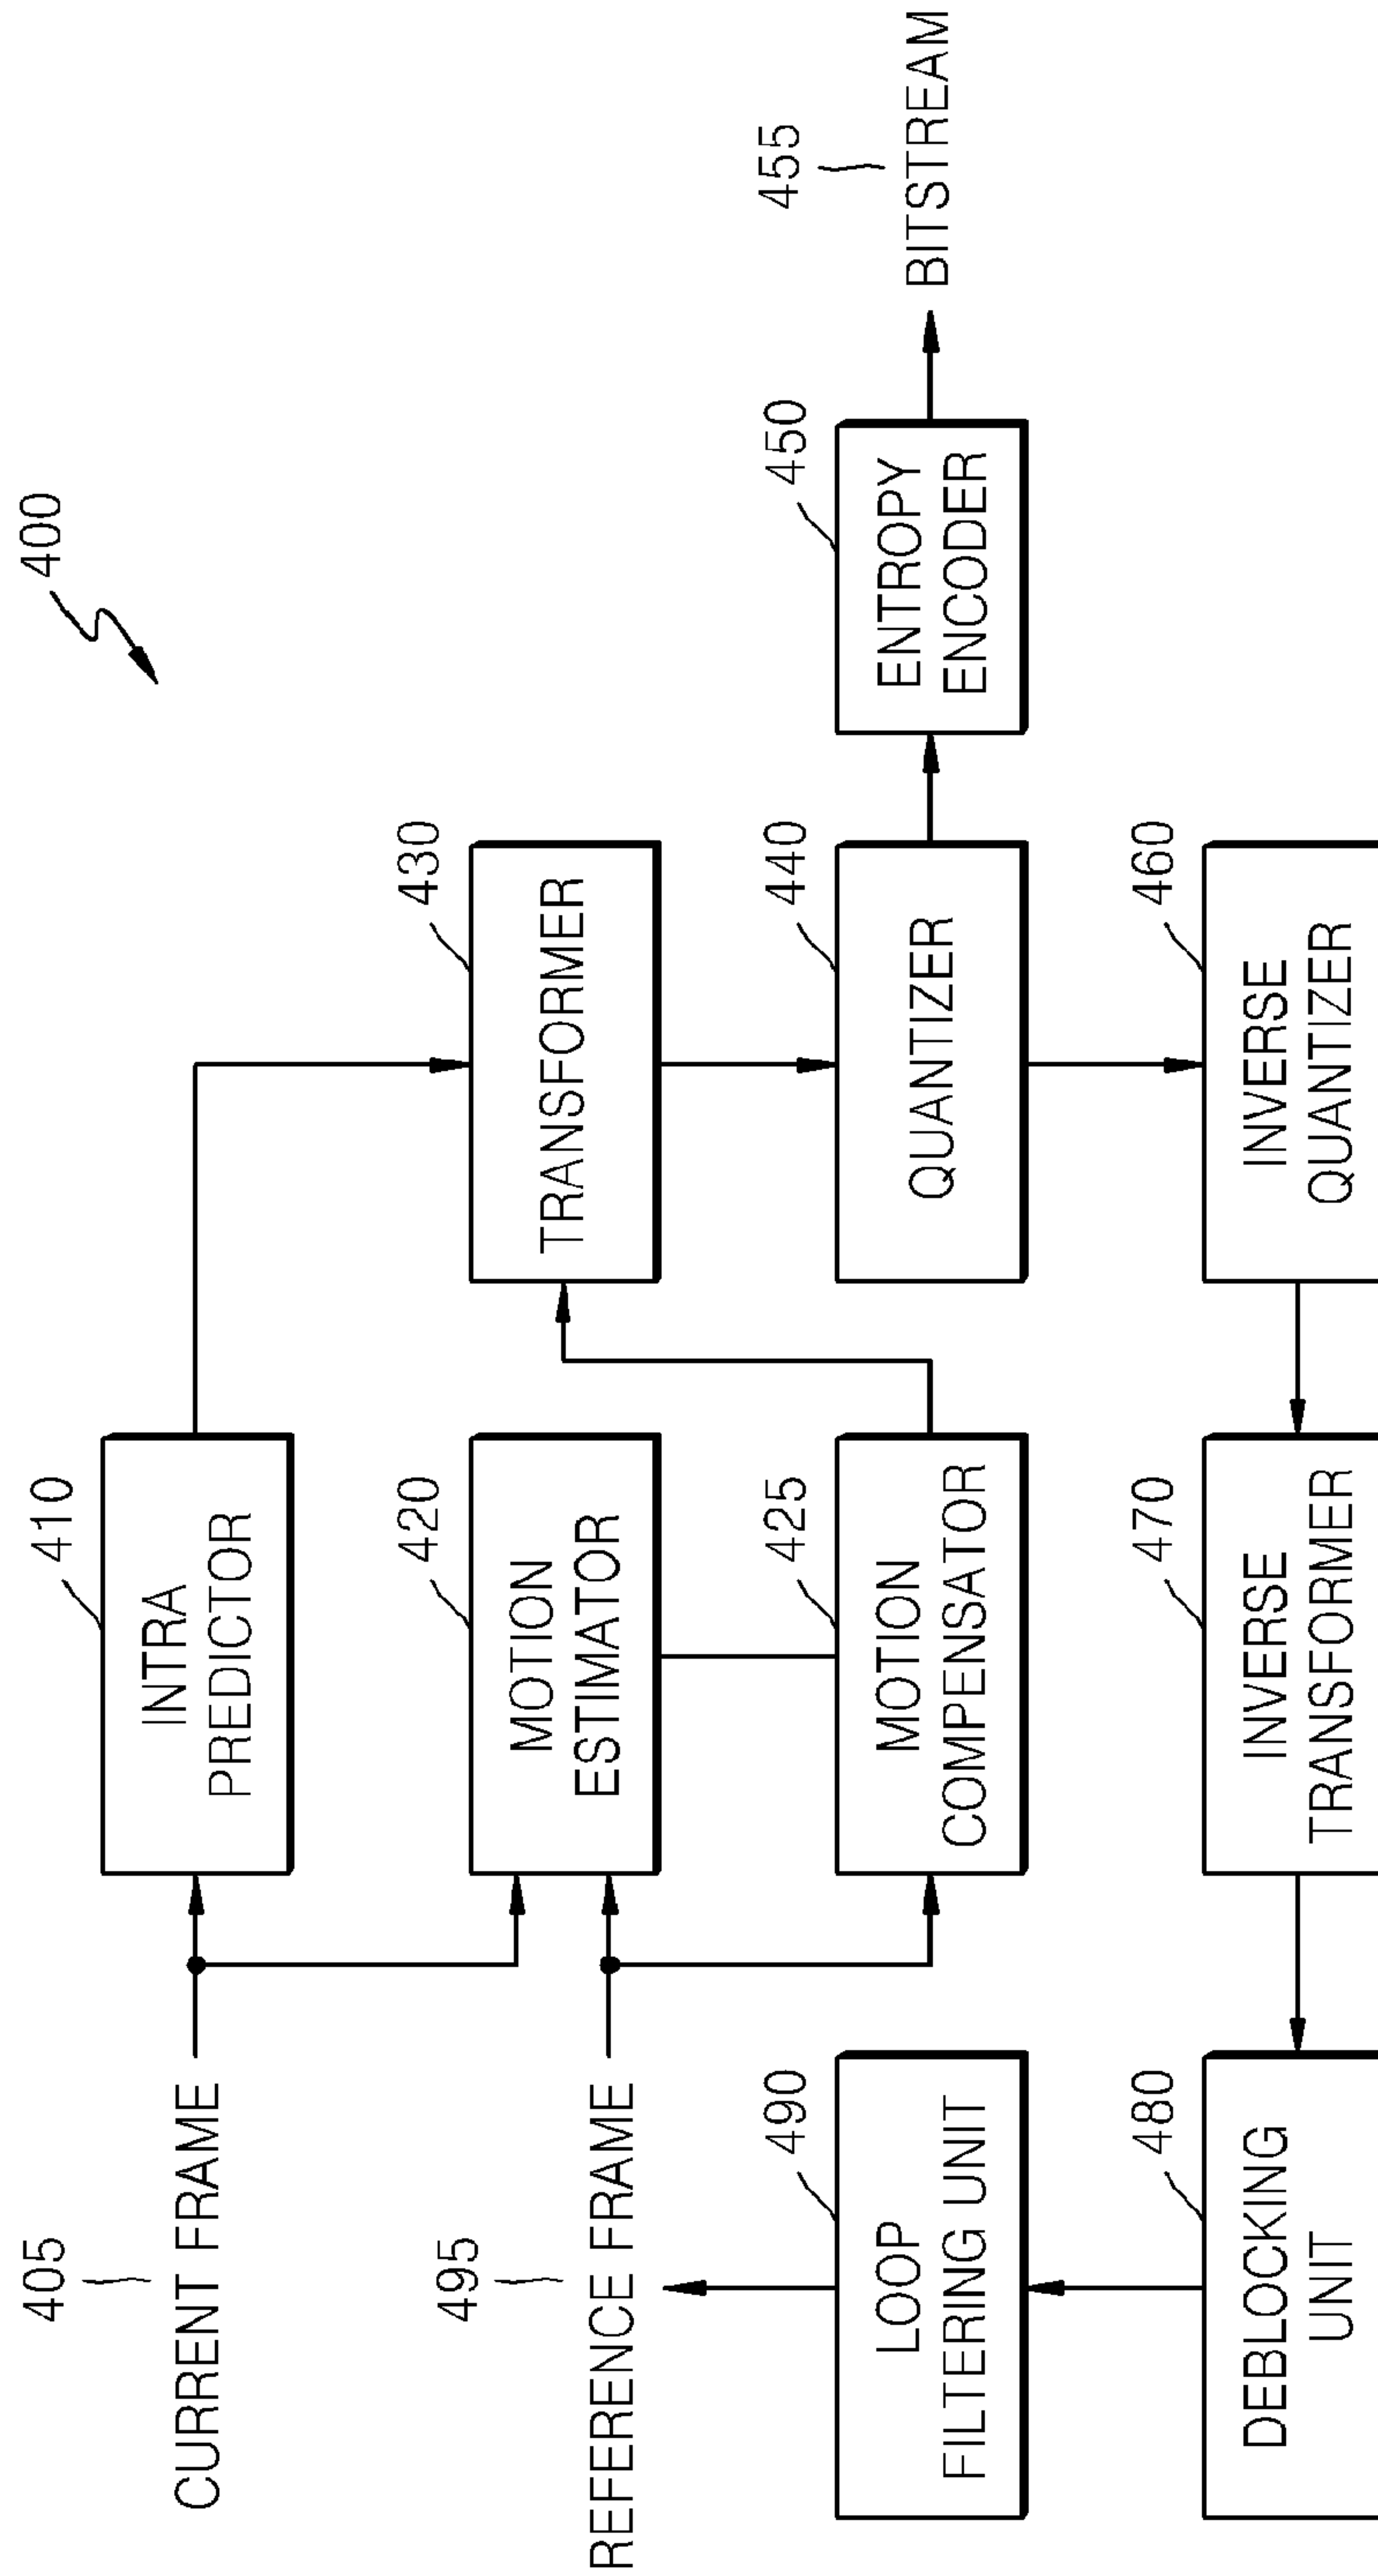 400
405
CURRENT FRAME
410
INTRA
PREDICTOR
495
REFERENCE FRAME
420
MOTION
ESTIMATOR
430
TRANSFORMER
490
LOOP
FILTERING UNIT
425
MOTION
COMPENSATOR
440
QUANTIZER
450
ENTROPY
ENCODER
455
BITSTREAM
480
DEBLOCKING
UNIT
470
INVERSE
TRANSFORMER
460
INVERSE
QUANTIZER